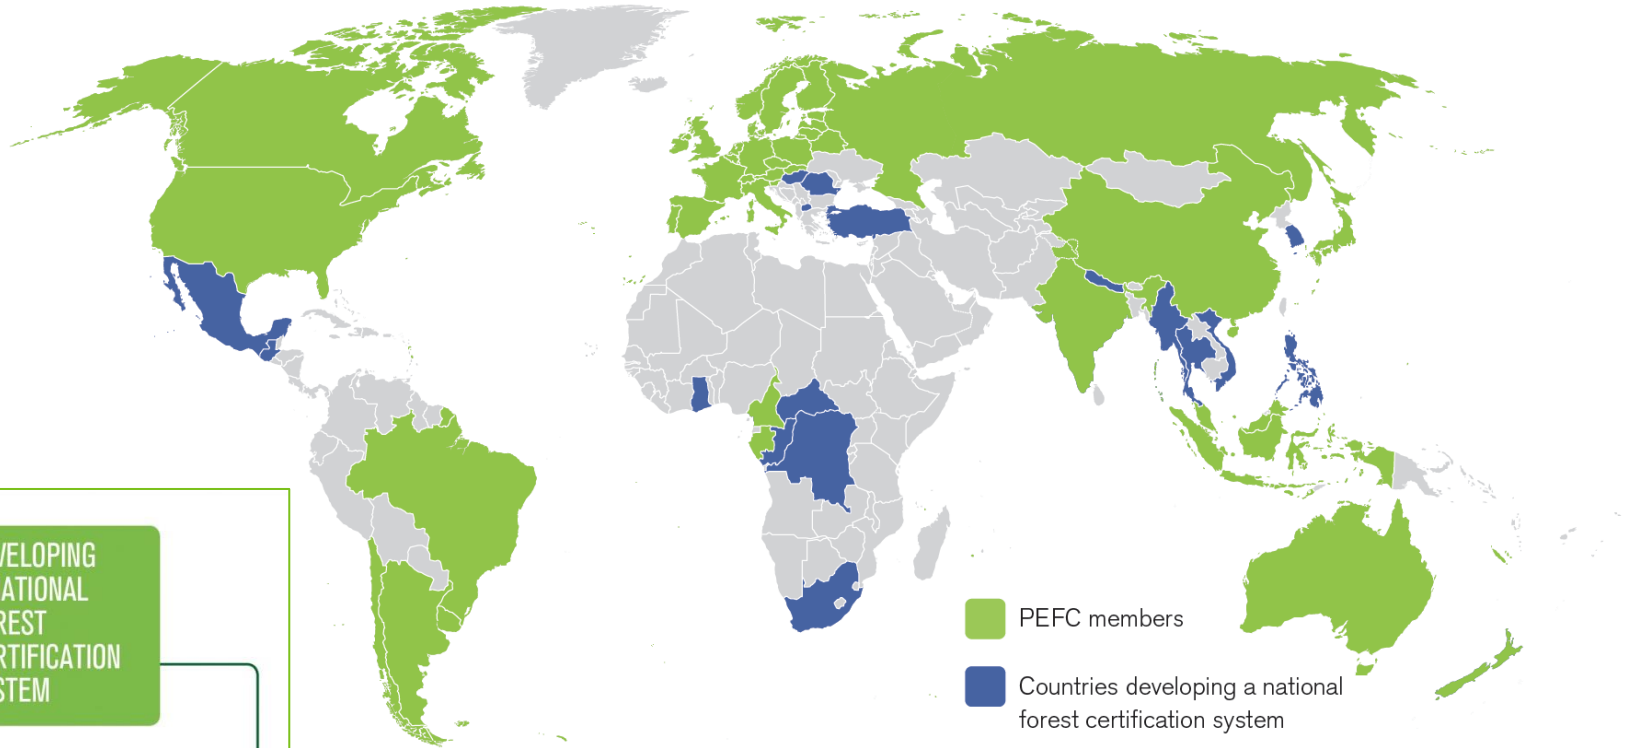 VELOPING
ATIONAL
REST
RTIFICATION
STEM
PEFC members
Countries developing a national
forest certification system